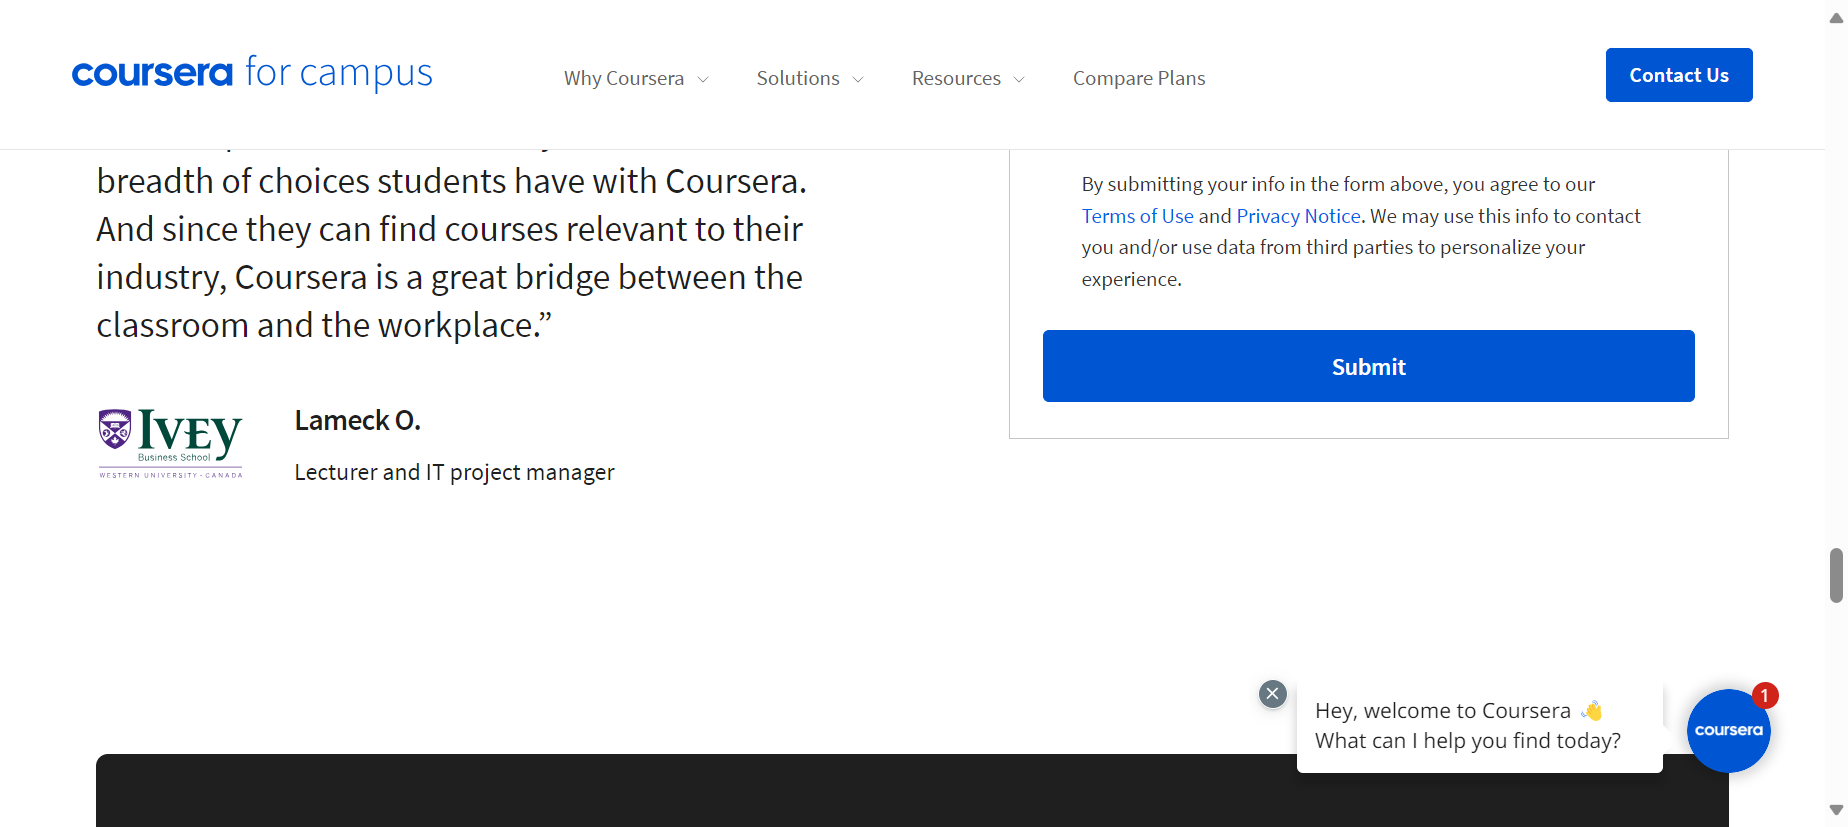 coursera for campus
Why Coursera
Solutions
Resources
Compare Plans
Contact Us
breadth of choices students have with Coursera.
And since they can find courses relevant to their
industry, Coursera is a great bridge between the
classroom and the workplace.”
IVEY
Business School
WESTERN UNIVERSITY · CANADA
Lameck O.
Lecturer and IT project manager
By submitting your info in the form above, you agree to our
Terms of Use and Privacy Notice. We may use this info to contact
you and/or use data from third parties to personalize your
experience.
Submit
Hey, welcome to Coursera 👋
What can I help you find today?
coursera
1